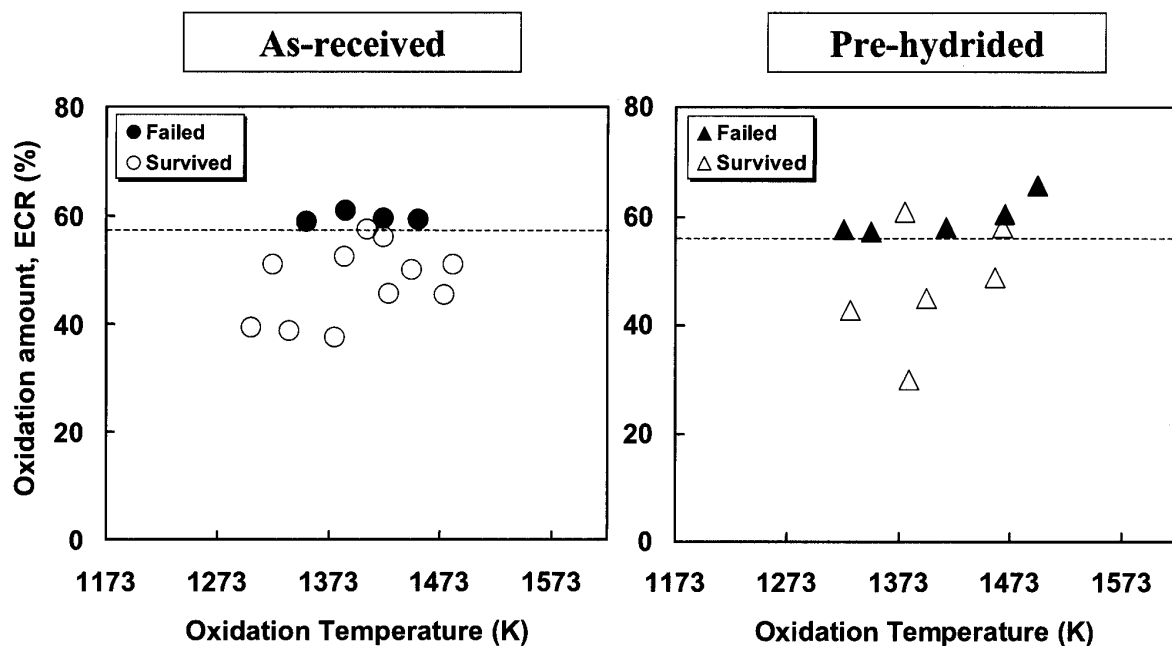 As-received
Pre-hydrided
Oxidation amount, ECR (%)
80
60
40
20
0
Failed
Survived
1173 1273 1373 1473 1573
Oxidation Temperature (K)
80
60
40
20
0
Failed
Survived
1173 1273 1373 1473 1573
Oxidation Temperature (K)